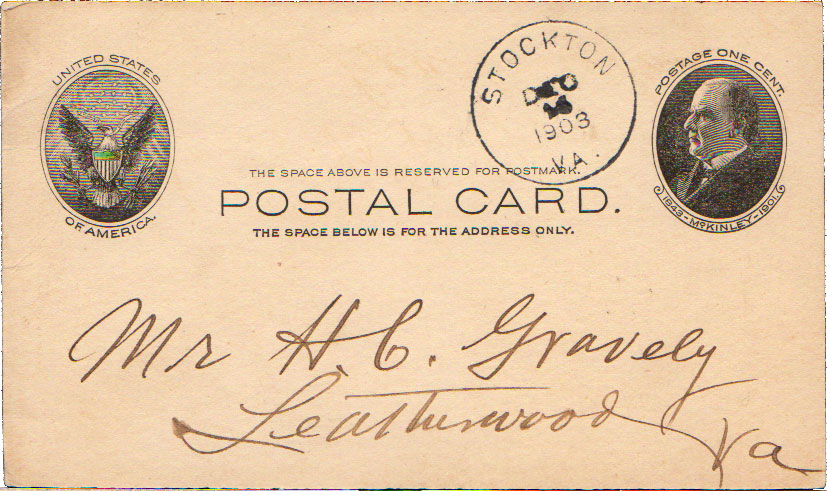 UNITED STATES
OF AMERICA.
STOCKTON
1903
VA.
POSTAGE ONE CENT.
1843-McKINLEY-1901.
THE SPACE ABOVE IS RESERVED FOR POSTMARK.
POSTAL CARD.
THE SPACE BELOW IS FOR THE ADDRESS ONLY.
Mr H. C. Gravely
Leatherwood
Va